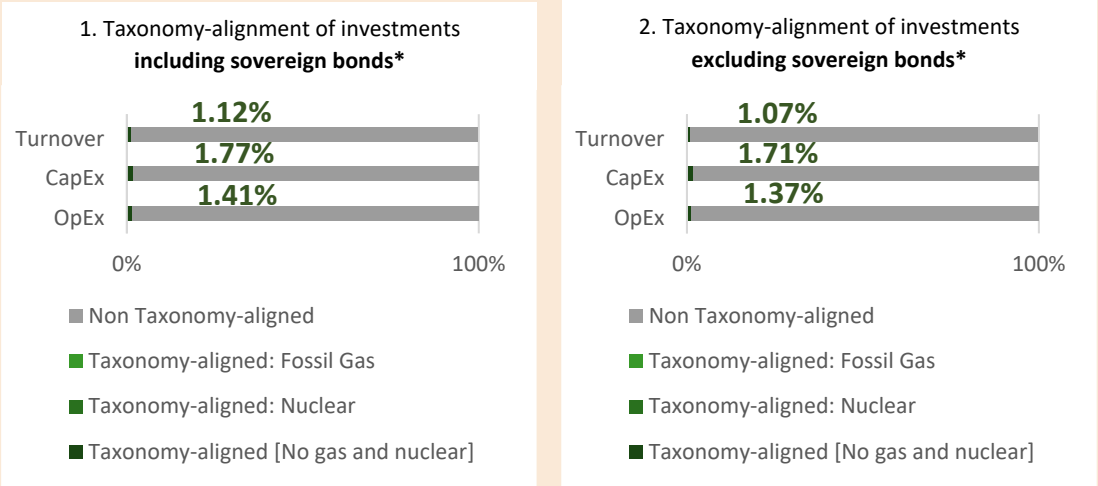 1. Taxonomy-alignment of investments
including sovereign bonds*
1.12%
Turnover
1.77%
CapEx
1.41%
OpEx
0%
100%
Non Taxonomy-aligned
Taxonomy-aligned: Fossil Gas
Taxonomy-aligned: Nuclear
Taxonomy-aligned [No gas and nuclear]
2. Taxonomy-alignment of investments
excluding sovereign bonds*
1.07%
Turnover
1.71%
CapEx
1.37%
OpEx
0%
100%
Non Taxonomy-aligned
Taxonomy-aligned: Fossil Gas
Taxonomy-aligned: Nuclear
Taxonomy-aligned [No gas and nuclear]